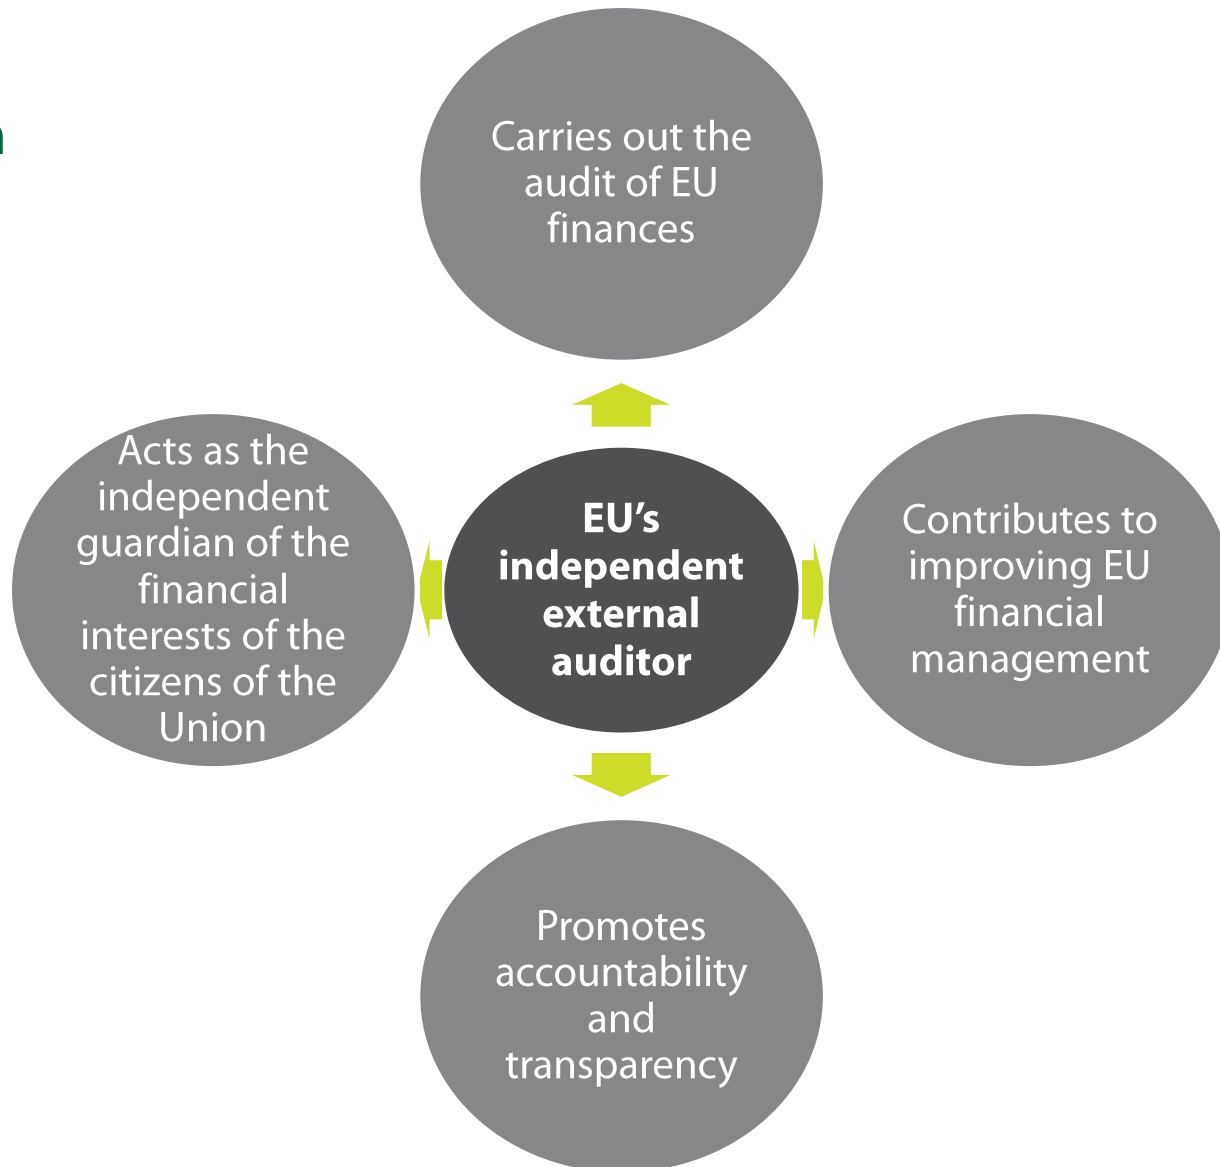 Carries out the
audit of EU
finances
Acts as the
independent
guardian of the
financial
interests of the
citizens of the
Union
EU’s
independent
external
auditor
Contributes to
improving EU
financial
management
Promotes
accountability
and
transparency